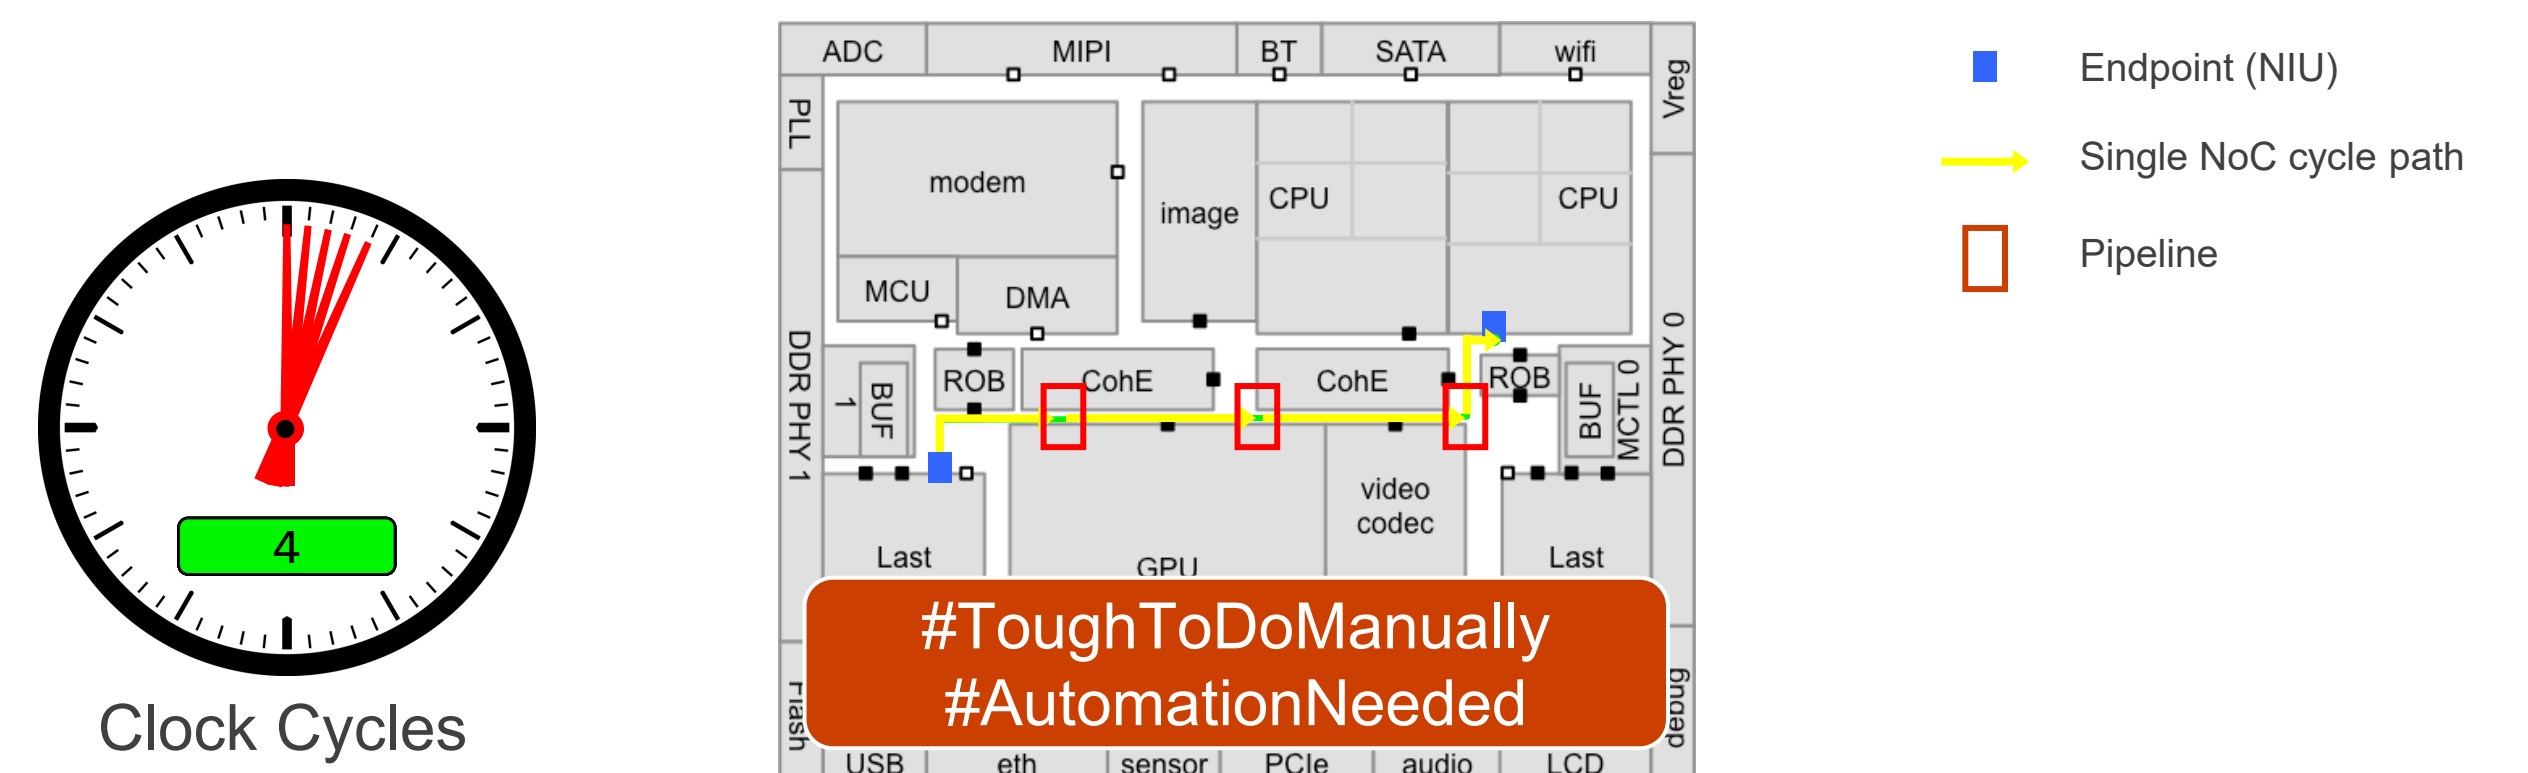 ADC
MIPI
BT
SATA
wifi
Vreg
PLL
modem
image
CPU
CPU
MCU
DMA
DDR PHY 1
DDR PHY 0
1
BUF
ROB
CohE
CohE
ROB
BUF
MCTL 0
video
codec
Last
GPU
Last
#ToughToDoManually
#AutomationNeeded
Flash
debug
USB
eth
sensor
PCIe
audio
LCD
4
Clock Cycles
Endpoint (NIU)
Single NoC cycle path
Pipeline